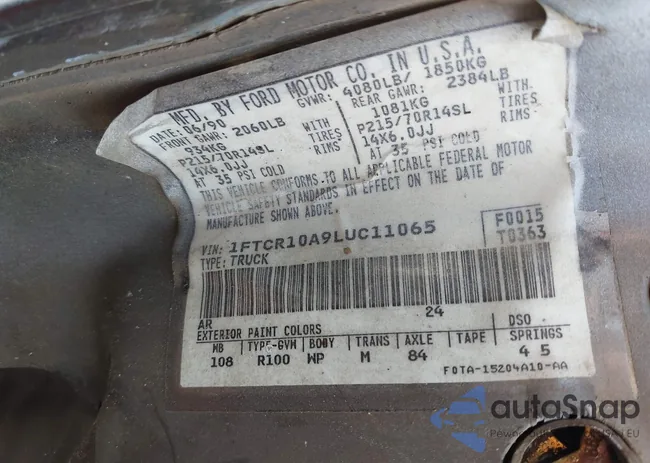 MFD. BY FORD MOTOR CO. IN U.S.A.
DATE: 06/90 GVWR: 4080LB/ 1850KG
FRONT GAWR: 2060LB REAR GAWR: 2384LB
934KG WITH 1081KG WITH
P215/70R14SL TIRES P215/70R14SL TIRES
14X6.0JJ RIMS 14X6.0JJ RIMS
AT 35 PSI COLD AT 35 PSI COLD
THIS VEHICLE CONFORMS TO ALL APPLICABLE FEDERAL MOTOR
VEHICLE SAFETY STANDARDS IN EFFECT ON THE DATE OF
MANUFACTURE SHOWN ABOVE.
VIN: 1FTCR10A9LUC11065 F0015
TYPE: TRUCK T0363
24
AR
EXTERIOR PAINT COLORS DSO
WB TYPE-GVW BODY TRANS AXLE TAPE SPRINGS
108 R100 WP M 84 4 5
F0TA-15204A10-AA
autoSnap